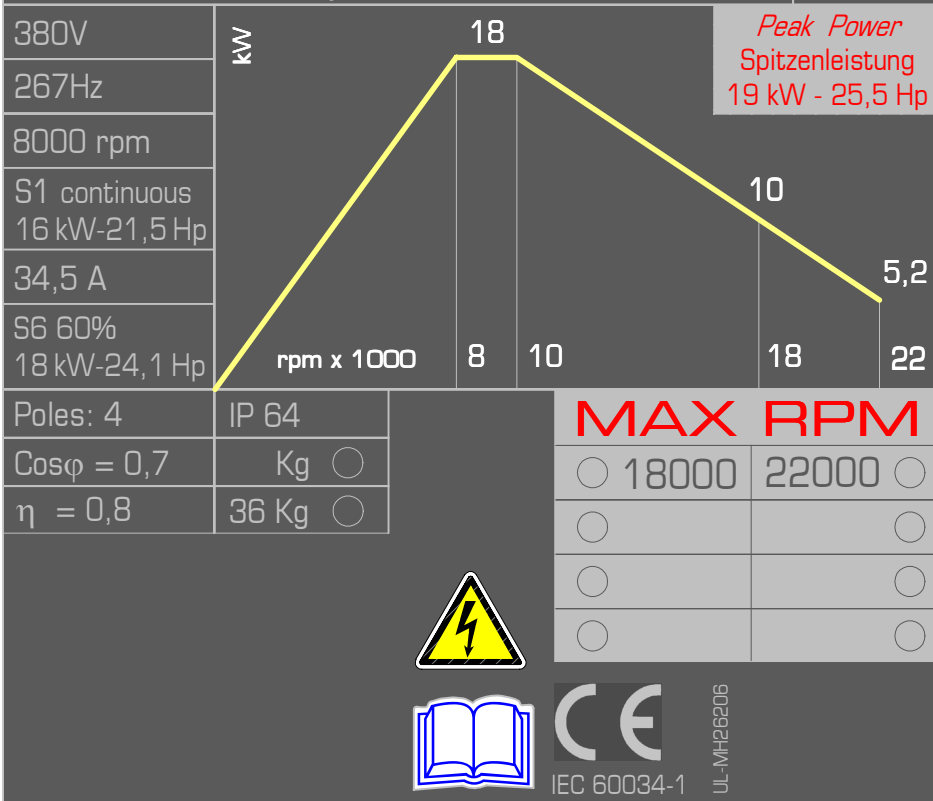 380V
267Hz
8000 rpm
S1 continuous
16 kW-21,5 Hp
34,5 A
S6 60%
18 kW-24,1 Hp
kW
18
10
5,2
rpm x 1000
8
10
18
22
Peak Power
Spitzenleistung
19 kW - 25,5 Hp
Poles: 4
IP 64
Cosφ = 0,7
Kg
η = 0,8
36 Kg
MAX RPM
18000 22000
CE
IEC 60034-1
UL-MH26206